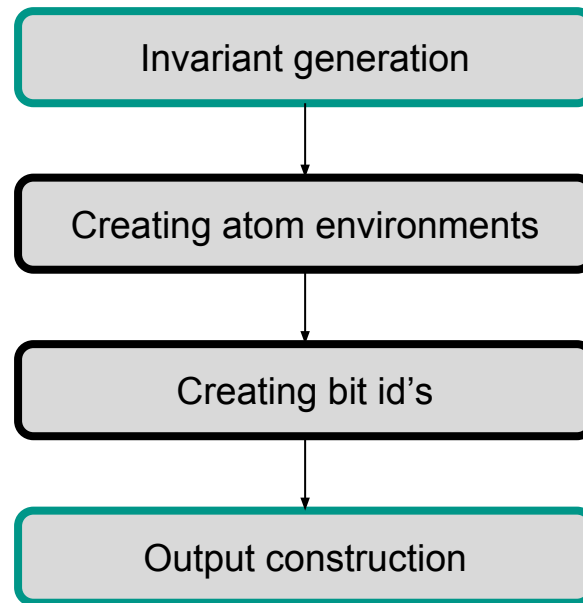 Invariant generation
Creating atom environments
Creating bit id’s
Output construction